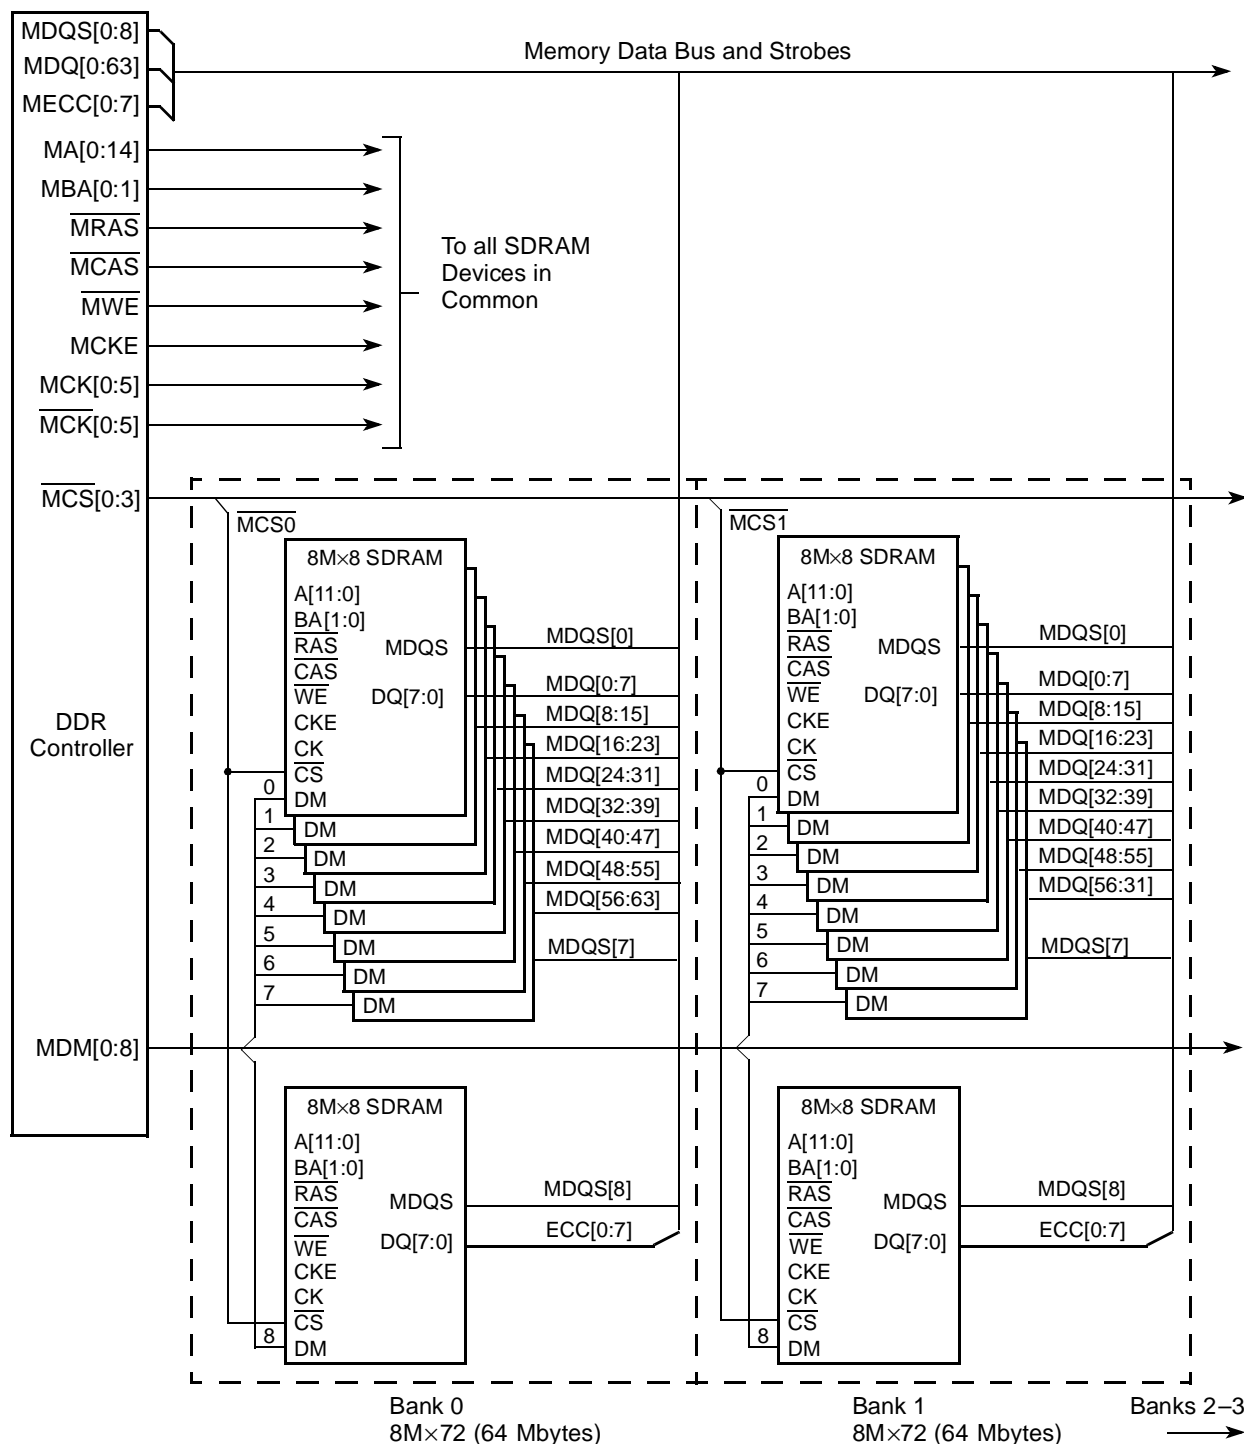 MDQS[0:8]
MDQ[0:63]
MECC[0:7]
Memory Data Bus and Strobes
MA[0:14]
MBA[0:1]
MRAS
MCAS
MWE
MCKE
MCK[0:5]
MCK[0:5]
To all SDRAM
Devices in
Common
MCS[0:3]
DDR
Controller
MDM[0:8]
MCS0
8M×8 SDRAM
A[11:0]
BA[1:0]
RAS
CAS
WE
CKE
CK
CS
DM
MDQS
DQ[7:0]
0
1
2
3
4
5
6
7
DM
DM
DM
DM
DM
DM
DM
MDQS[0]
MDQ[0:7]
MDQ[8:15]
MDQ[16:23]
MDQ[24:31]
MDQ[32:39]
MDQ[40:47]
MDQ[48:55]
MDQ[56:63]
MDQS[7]
8M×8 SDRAM
A[11:0]
BA[1:0]
RAS
CAS
WE
CKE
CK
CS
DM
8
MDQS
DQ[7:0]
MDQS[8]
ECC[0:7]
Bank 0
8M×72 (64 Mbytes)
MCS1
8M×8 SDRAM
A[11:0]
BA[1:0]
RAS
CAS
WE
CKE
CK
CS
DM
MDQS
DQ[7:0]
0
1
2
3
4
5
6
7
DM
DM
DM
DM
DM
DM
DM
MDQS[0]
MDQ[0:7]
MDQ[8:15]
MDQ[16:23]
MDQ[24:31]
MDQ[32:39]
MDQ[40:47]
MDQ[48:55]
MDQ[56:31]
MDQS[7]
8M×8 SDRAM
A[11:0]
BA[1:0]
RAS
CAS
WE
CKE
CK
CS
DM
8
MDQS
DQ[7:0]
MDQS[8]
ECC[0:7]
Bank 1
8M×72 (64 Mbytes)
Banks 2–3